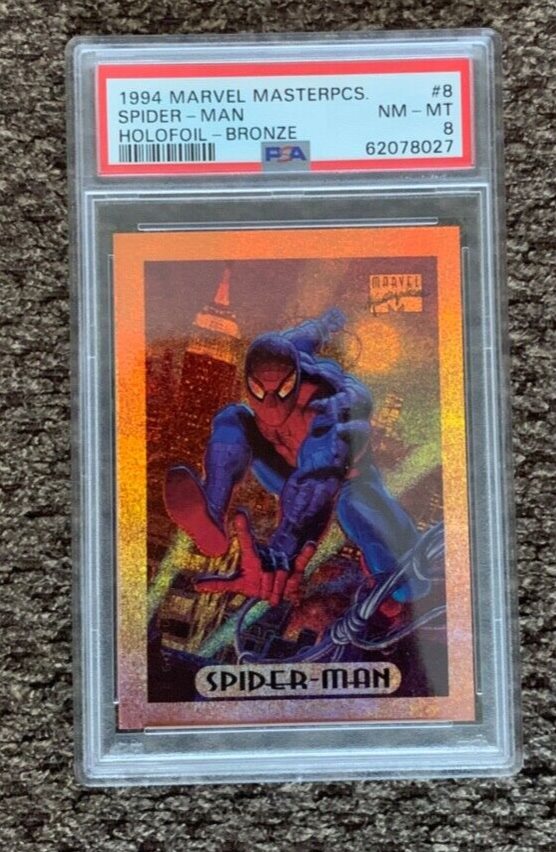 1994 MARVEL MASTERPCS. #8
SPIDER - MAN NM - MT
HOLOFOIL - BRONZE 8
PSA 62078027
MARVEL
SPIDER-MAN